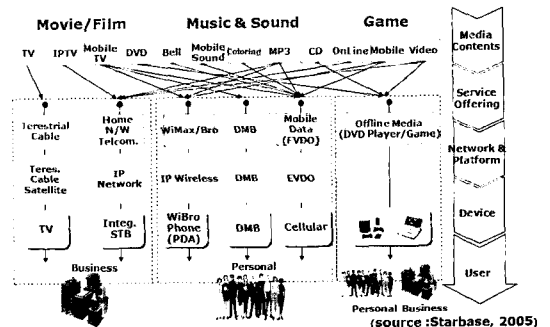 Movie/Film Music & Sound Game
TV IPTV Mobile TV DVD Bell Mobile Sound Coloring MP3 CD OnLine Mobile Video
Media Contents
Service Offering
Network & Platform
Device
User
Terestrial Cable
Teres. Cable Satellite
TV
Home N/W Telcom.
IP Network
Integ. STB
WiMax/Bro
IP Wireless
WiBro Phone (PDA)
DMB
DMB
DMB
Mobile Data (EVDO)
EVDO
Cellular
Offline Media (DVD Player/Game)
Business
Personal
Personal Business
(source :Starbase, 2005)